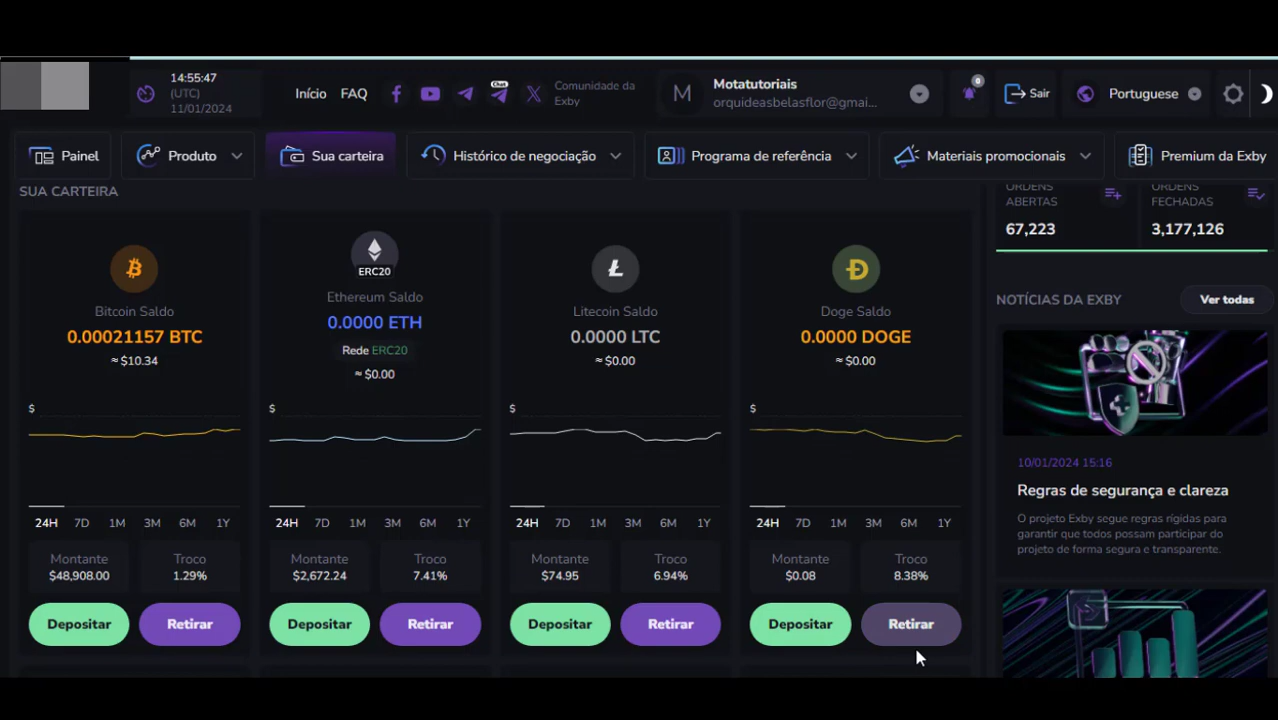 14:55:47
(UTC)
11/01/2024
Início
FAQ
Chat
Comunidade da
Exby
M
Motatutoriais
orquideasbelasflor@gmai...
0
Sair
Portuguese
Painel
Produto
Sua carteira
Histórico de negociação
Programa de referência
Materiais promocionais
Premium da Exby
SUA CARTEIRA
Bitcoin Saldo
0.00021157 BTC
≈ $10.34
$
24H 7D 1M 3M 6M 1Y
Montante
$48,908.00
Troco
1.29%
Depositar
Retirar
ERC20
Ethereum Saldo
0.0000 ETH
Rede ERC20
≈ $0.00
$
24H 7D 1M 3M 6M 1Y
Montante
$2,672.24
Troco
7.41%
Depositar
Retirar
Litecoin Saldo
0.0000 LTC
≈ $0.00
$
24H 7D 1M 3M 6M 1Y
Montante
$74.95
Troco
6.94%
Depositar
Retirar
Doge Saldo
0.0000 DOGE
≈ $0.00
$
24H 7D 1M 3M 6M 1Y
Montante
$0.08
Troco
8.38%
Depositar
Retirar
ORDENS
ABERTAS
67,223
ORDENS
FECHADAS
3,177,126
NOTÍCIAS DA EXBY
Ver todas
10/01/2024 15:16
Regras de segurança e clareza
O projeto Exby segue regras rígidas para
garantir que todos possam participar do
projeto de forma segura e transparente.